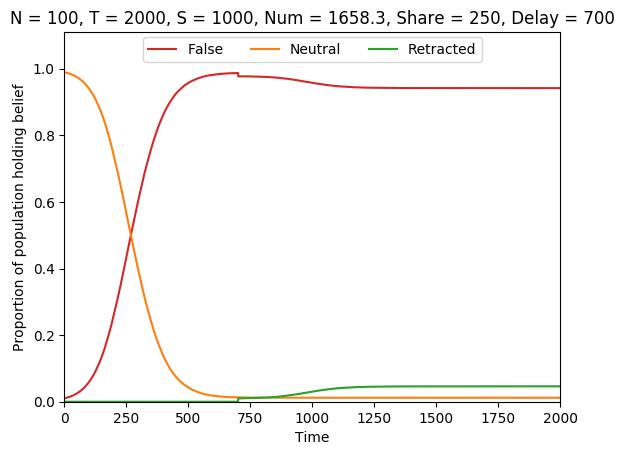 N = 100, T = 2000, S = 1000, Num = 1658.3, Share = 250, Delay = 700
False Neutral Retracted
Proportion of population holding belief
1.0
0.8
0.6
0.4
0.2
0.0
0 250 500 750 1000 1250 1500 1750 2000
Time